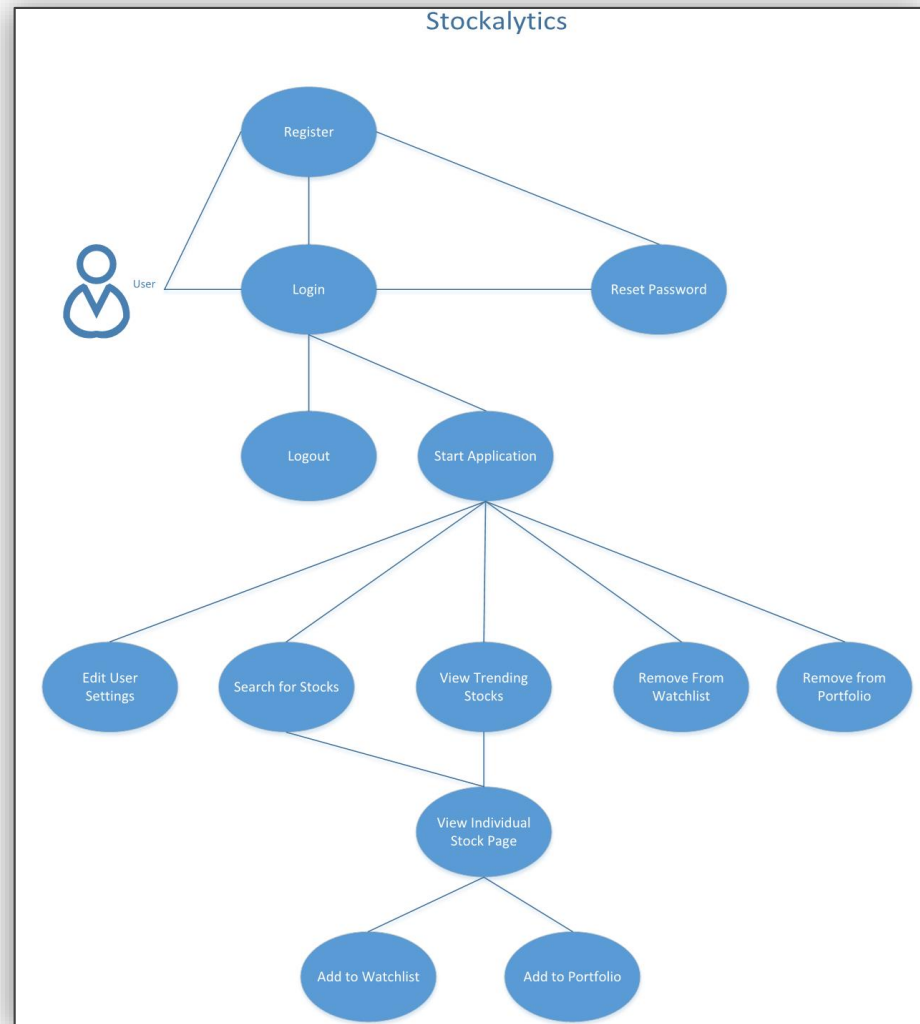 Stockalytics
Register
User
Login
Reset Password
Logout
Start Application
Edit User
Settings
Search for Stocks
View Trending
Stocks
Remove From
Watchlist
Remove from
Portfolio
View Individual
Stock Page
Add to Watchlist
Add to Portfolio